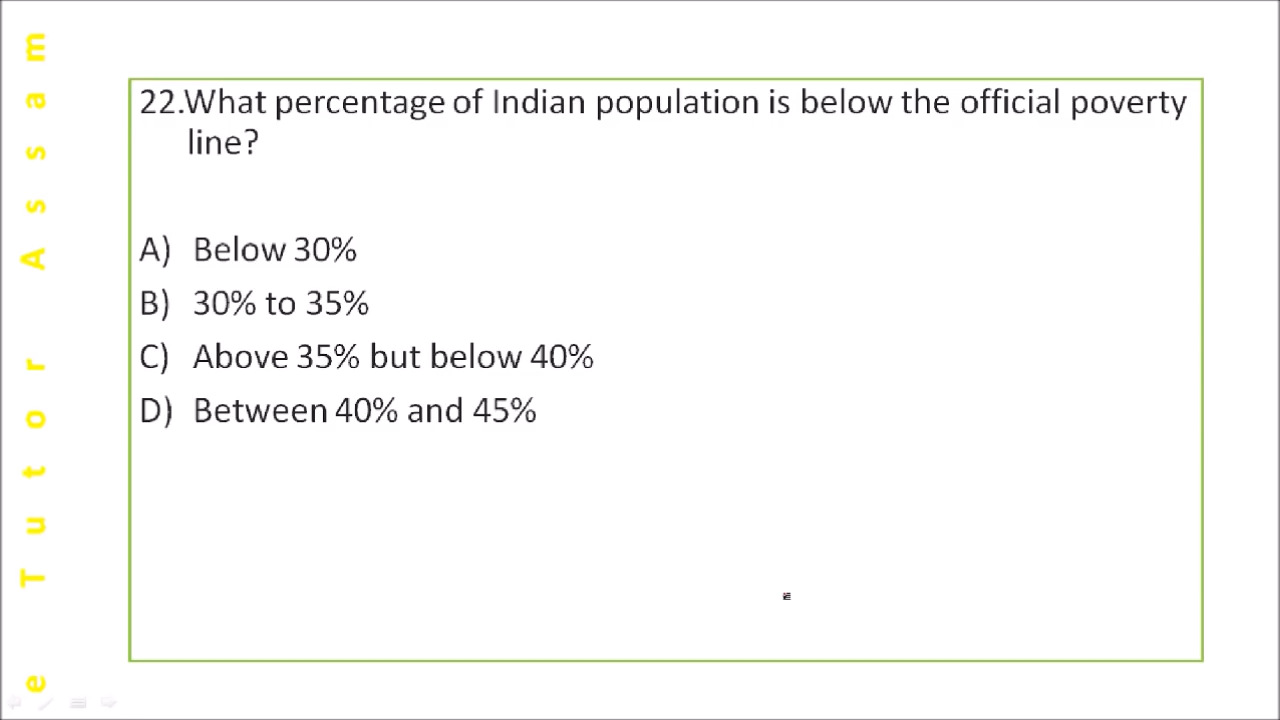 e Tutor Assam
22.What percentage of Indian population is below the official poverty
line?
A) Below 30%
B) 30% to 35%
C) Above 35% but below 40%
D) Between 40% and 45%